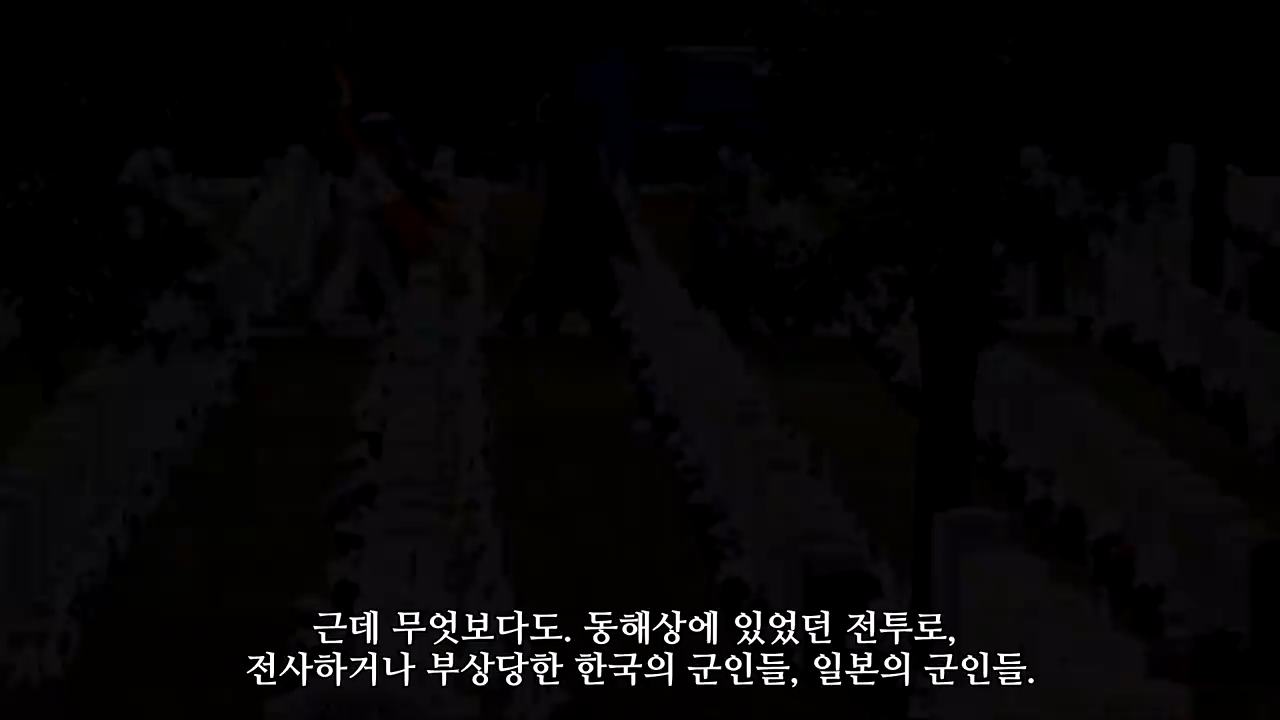 근데 무엇보다도. 동해상에 있었던 전투로,
전사하거나 부상당한 한국의 군인들, 일본의 군인들.